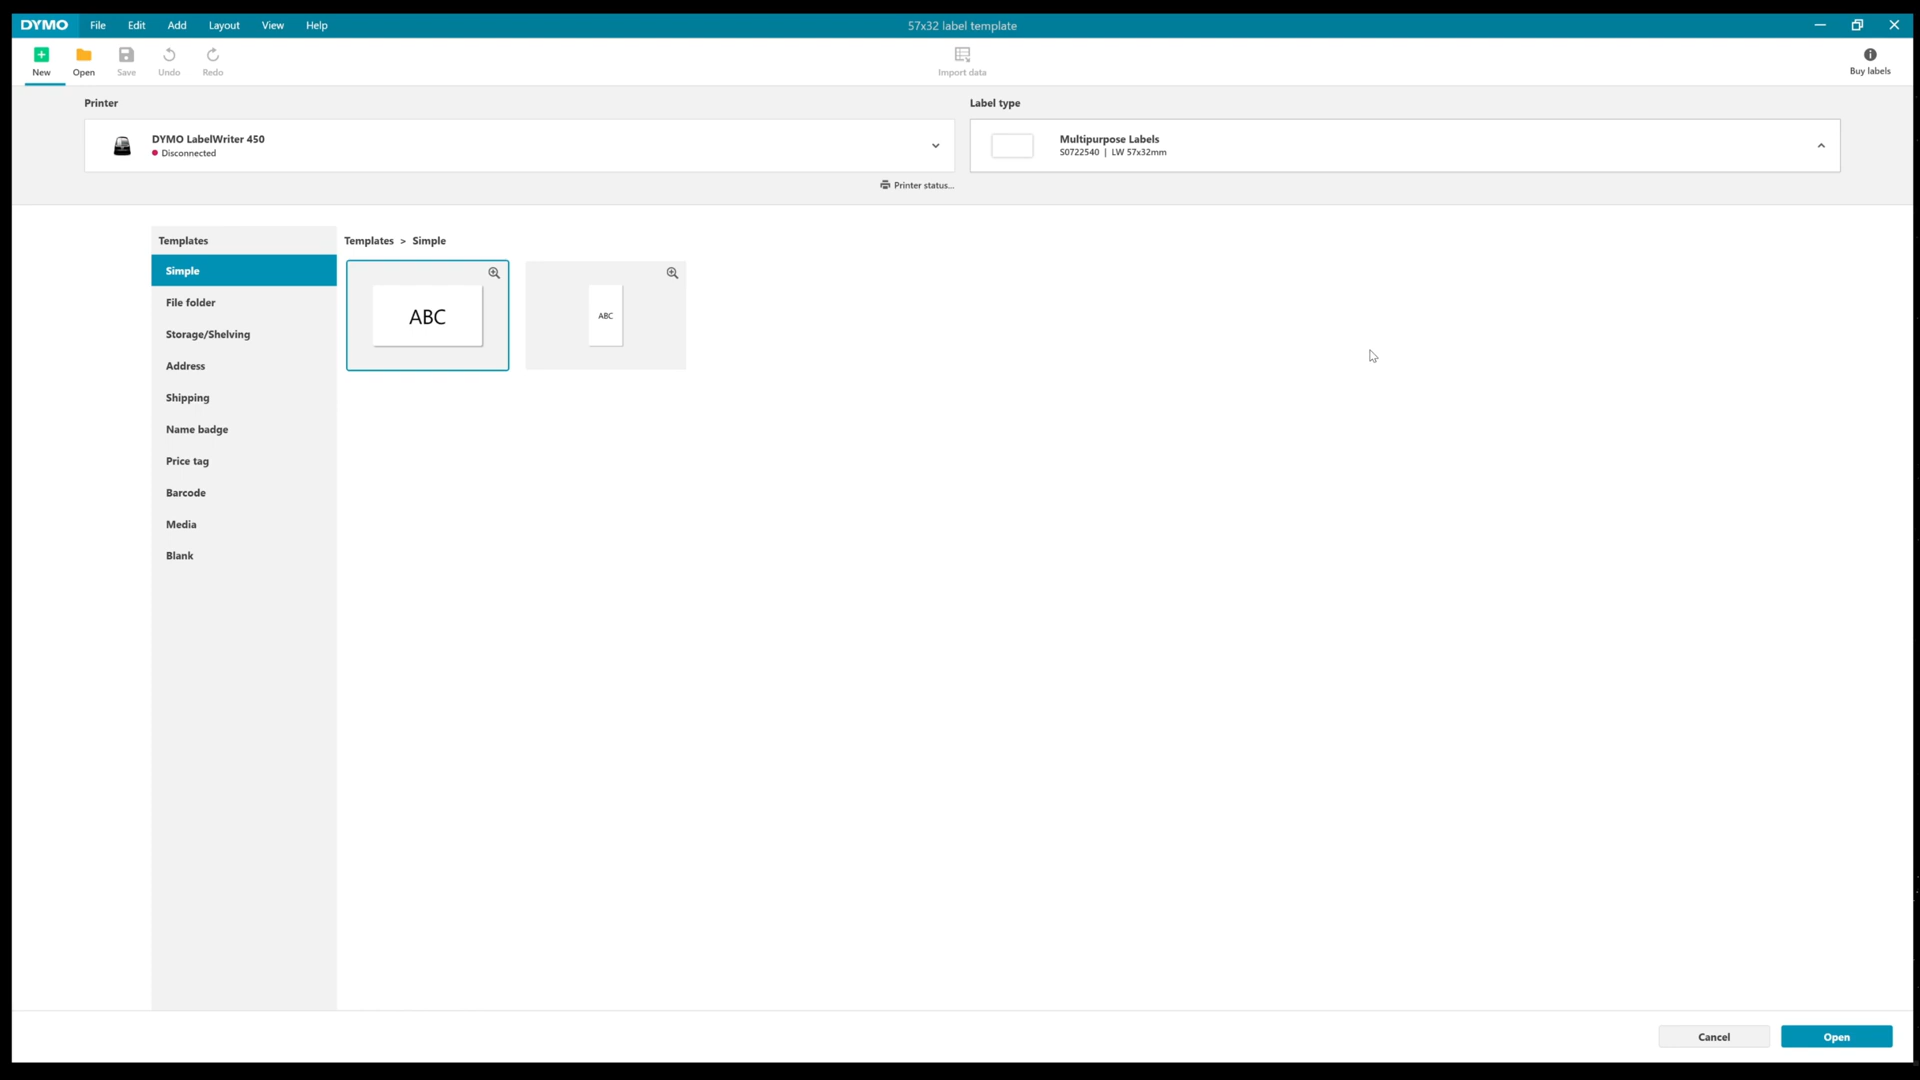 DYMO File Edit Add Layout View Help 57x32 label template
New Open Save Undo Redo Import data Buy labels
Printer Label type
DYMO LabelWriter 450 Multipurpose Labels
Disconnected S0722540 | LW 57x32mm
Printer status...
Templates Templates > Simple
Simple
File folder
ABC ABC
Storage/Shelving
Address
Shipping
Name badge
Price tag
Barcode
Media
Blank
Cancel Open